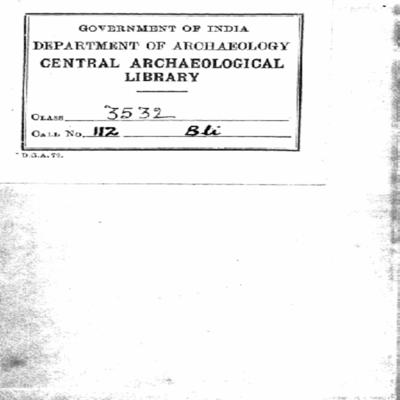 GOVERNMENT OF INDIA
DEPARTMENT OF ARCHAEOLOGY
CENTRAL ARCHAEOLOGICAL
LIBRARY
CLASS 3532
CALL No. 112 Bli
D.G.A. 79.